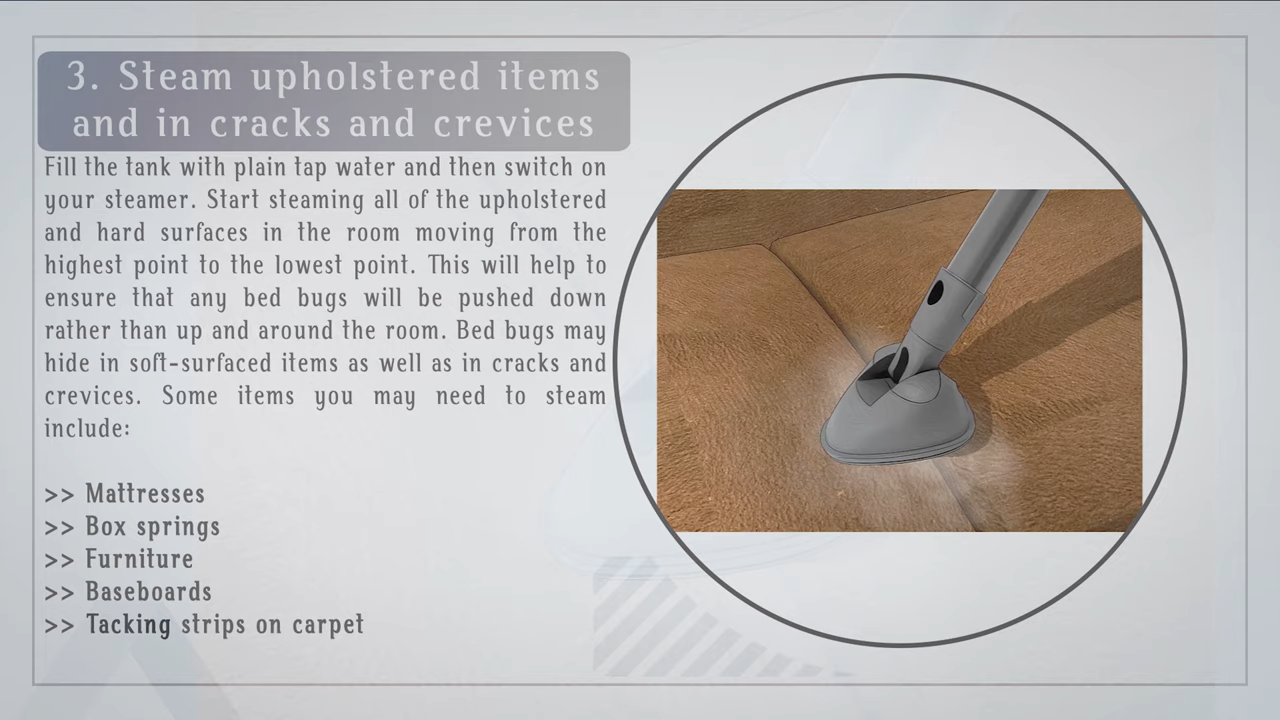 3. Steam upholstered items
and in cracks and crevices
Fill the tank with plain tap water and then switch on
your steamer. Start steaming all of the upholstered
and hard surfaces in the room moving from the
highest point to the lowest point. This will help to
ensure that any bed bugs will be pushed down
rather than up and around the room. Bed bugs may
hide in soft-surfaced items as well as in cracks and
crevices. Some items you may need to steam
include:
>> Mattresses
>> Box springs
>> Furniture
>> Baseboards
>> Tacking strips on carpet